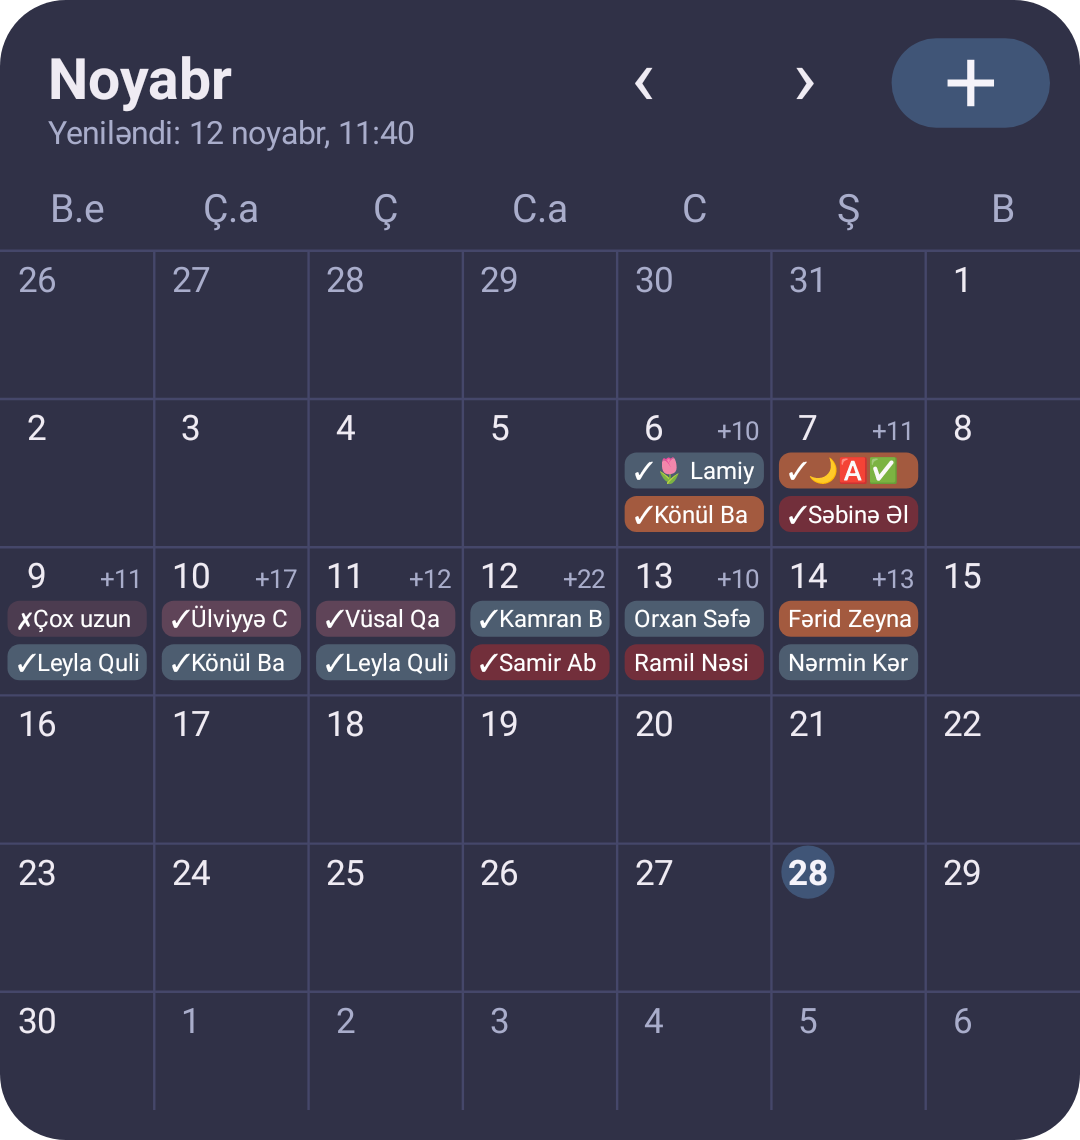 Noyabr
‹ › +
Yeniləndi: 12 noyabr, 11:40
B.e Ç.a Ç C.a C Ş B
26 27 28 29 30 31 1
2 3 4 5 6 +10 7 +11 8
✓🌷 Lamiy ✓🌙🅰️✅
✓Könül Ba ✓Səbinə Əl
9 +11 10 +17 11 +12 12 +22 13 +10 14 +13 15
✗Çox uzun ✓Ülviyyə C ✓Vüsal Qa ✓Kamran B Orxan Səfə Fərid Zeyna
✓Leyla Quli ✓Könül Ba ✓Leyla Quli ✓Samir Ab Ramil Nəsi Nərmin Kər
16 17 18 19 20 21 22
23 24 25 26 27 28 29
30 1 2 3 4 5 6